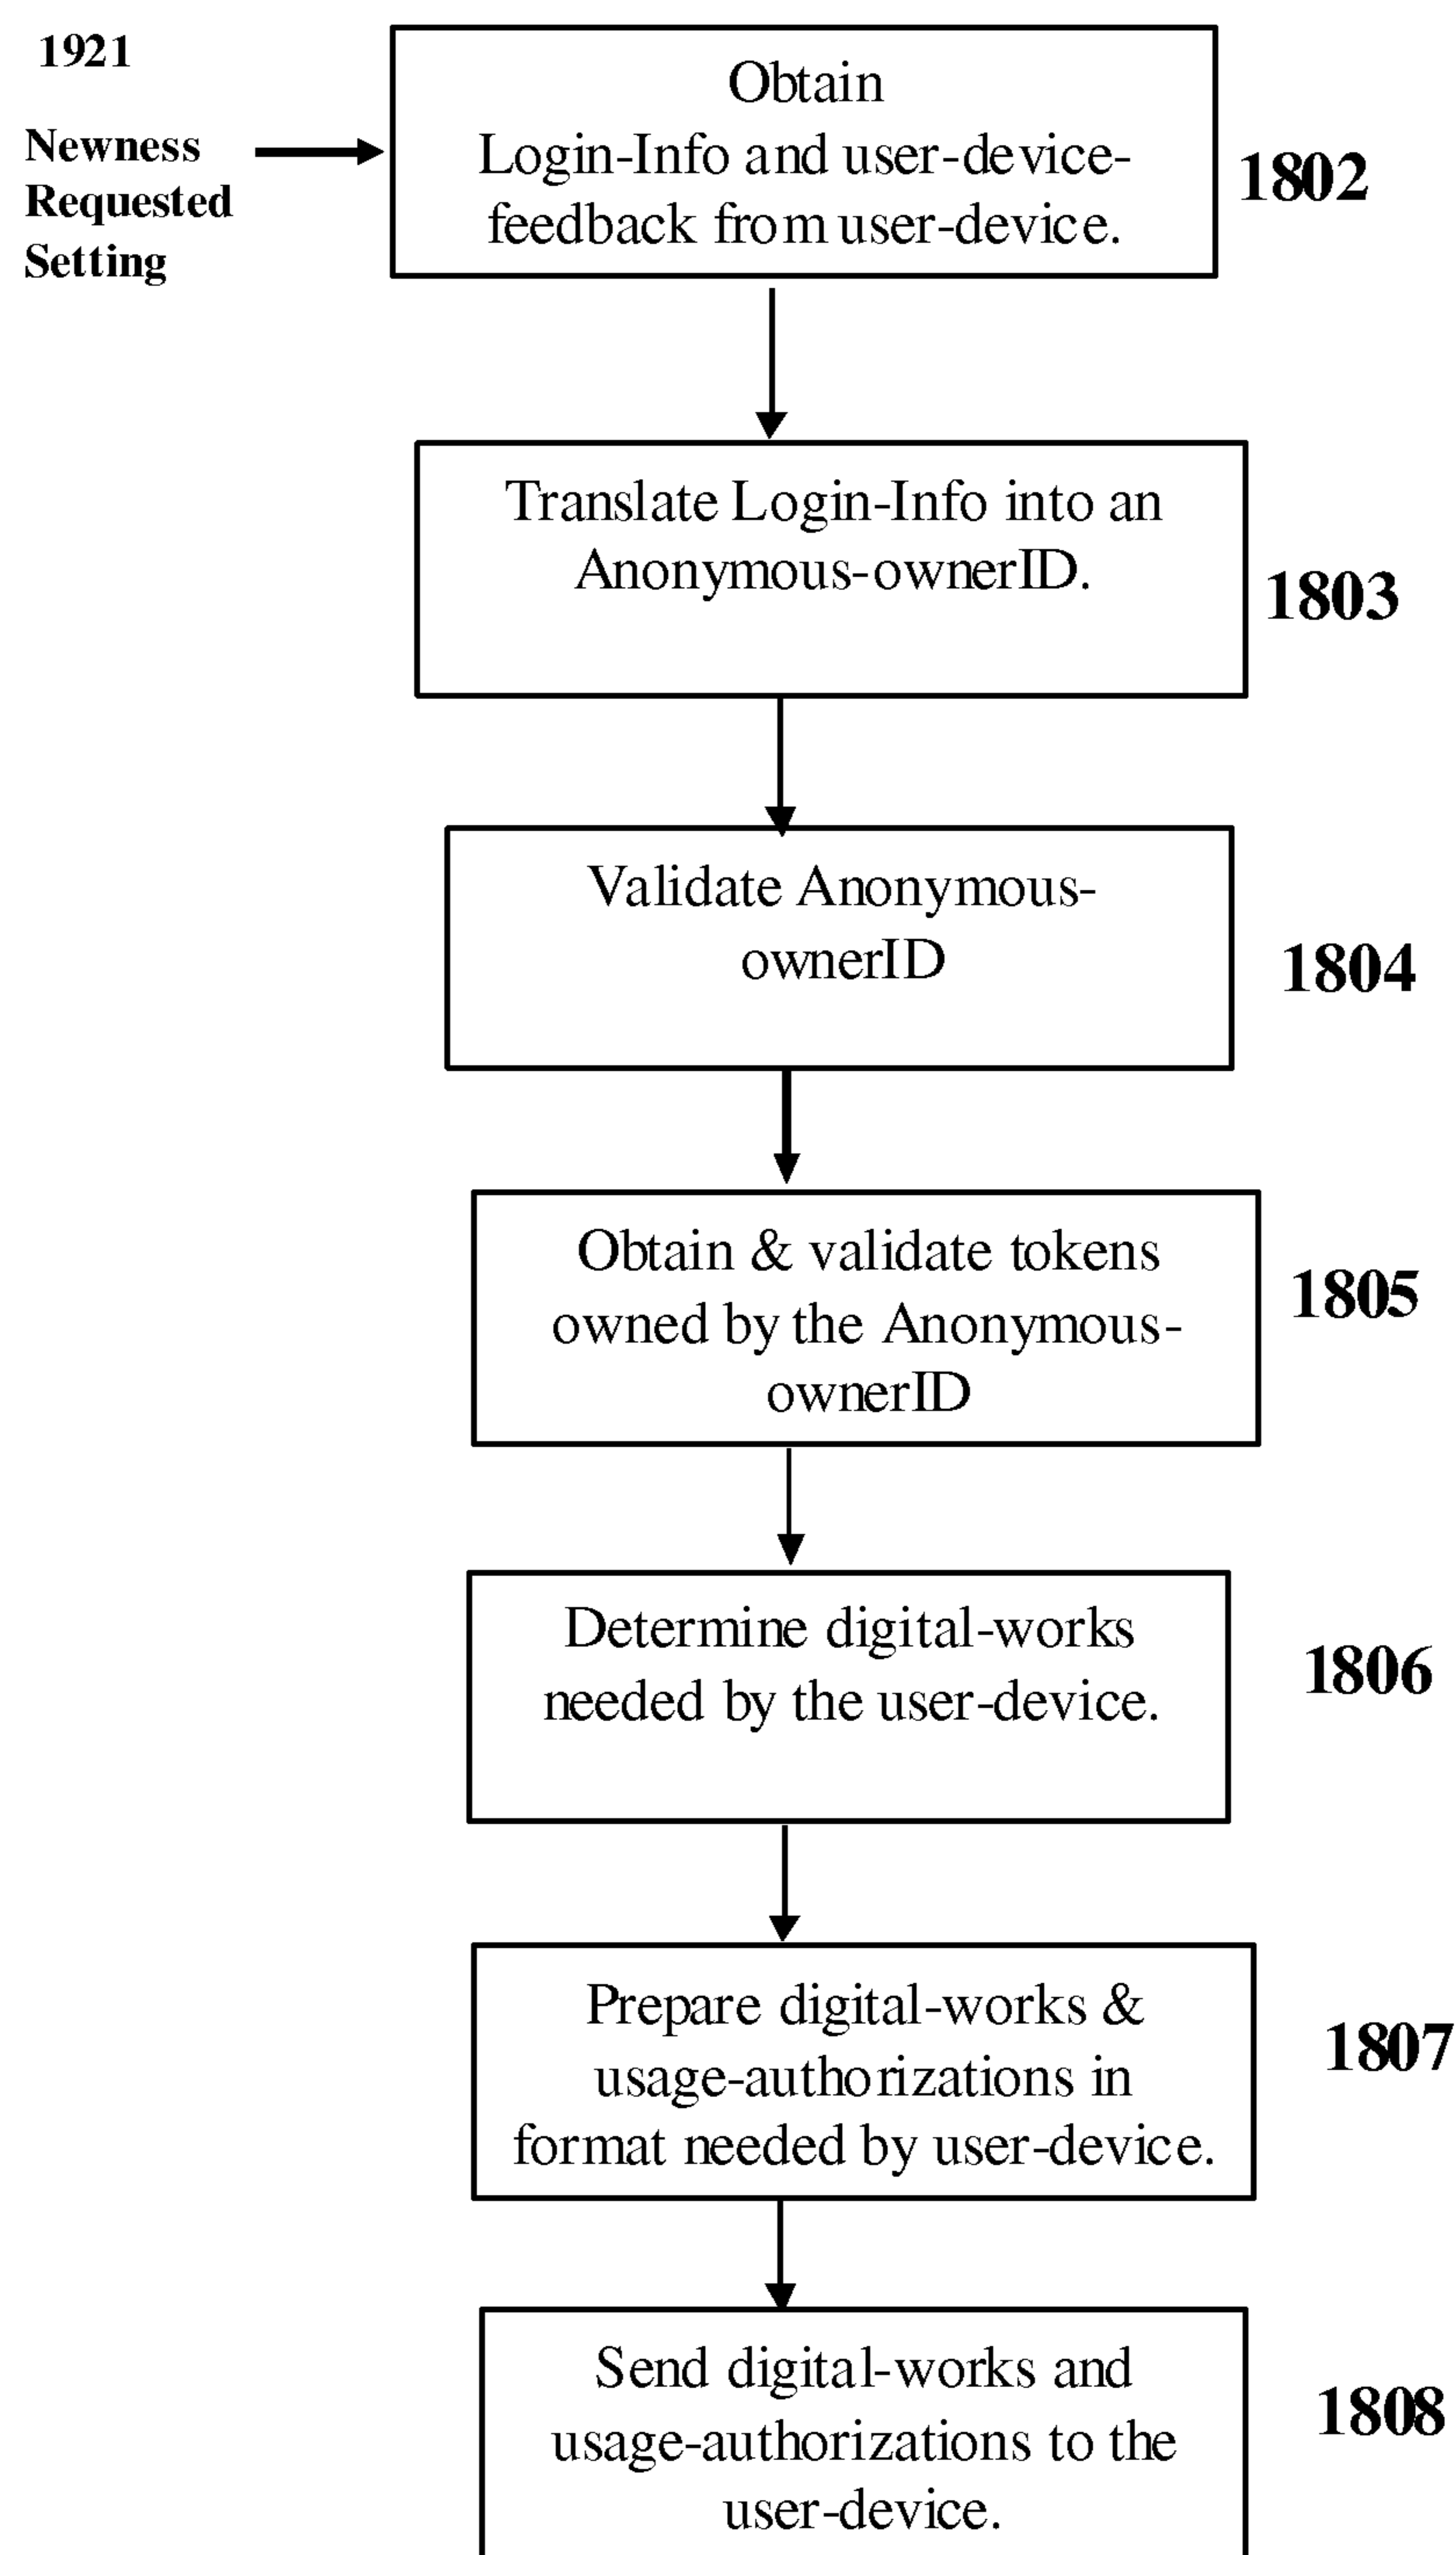 1921
Newness
Requested
Setting
Obtain
Login-Info and user-device-
feedback from user-device.
1802
Translate Login-Info into an
Anonymous-ownerID.
1803
Validate Anonymous-
ownerID
1804
Obtain & validate tokens
owned by the Anonymous-
ownerID
1805
Determine digital-works
needed by the user-device.
1806
Prepare digital-works &
usage-authorizations in
format needed by user-device.
1807
Send digital-works and
usage-authorizations to the
user-device.
1808